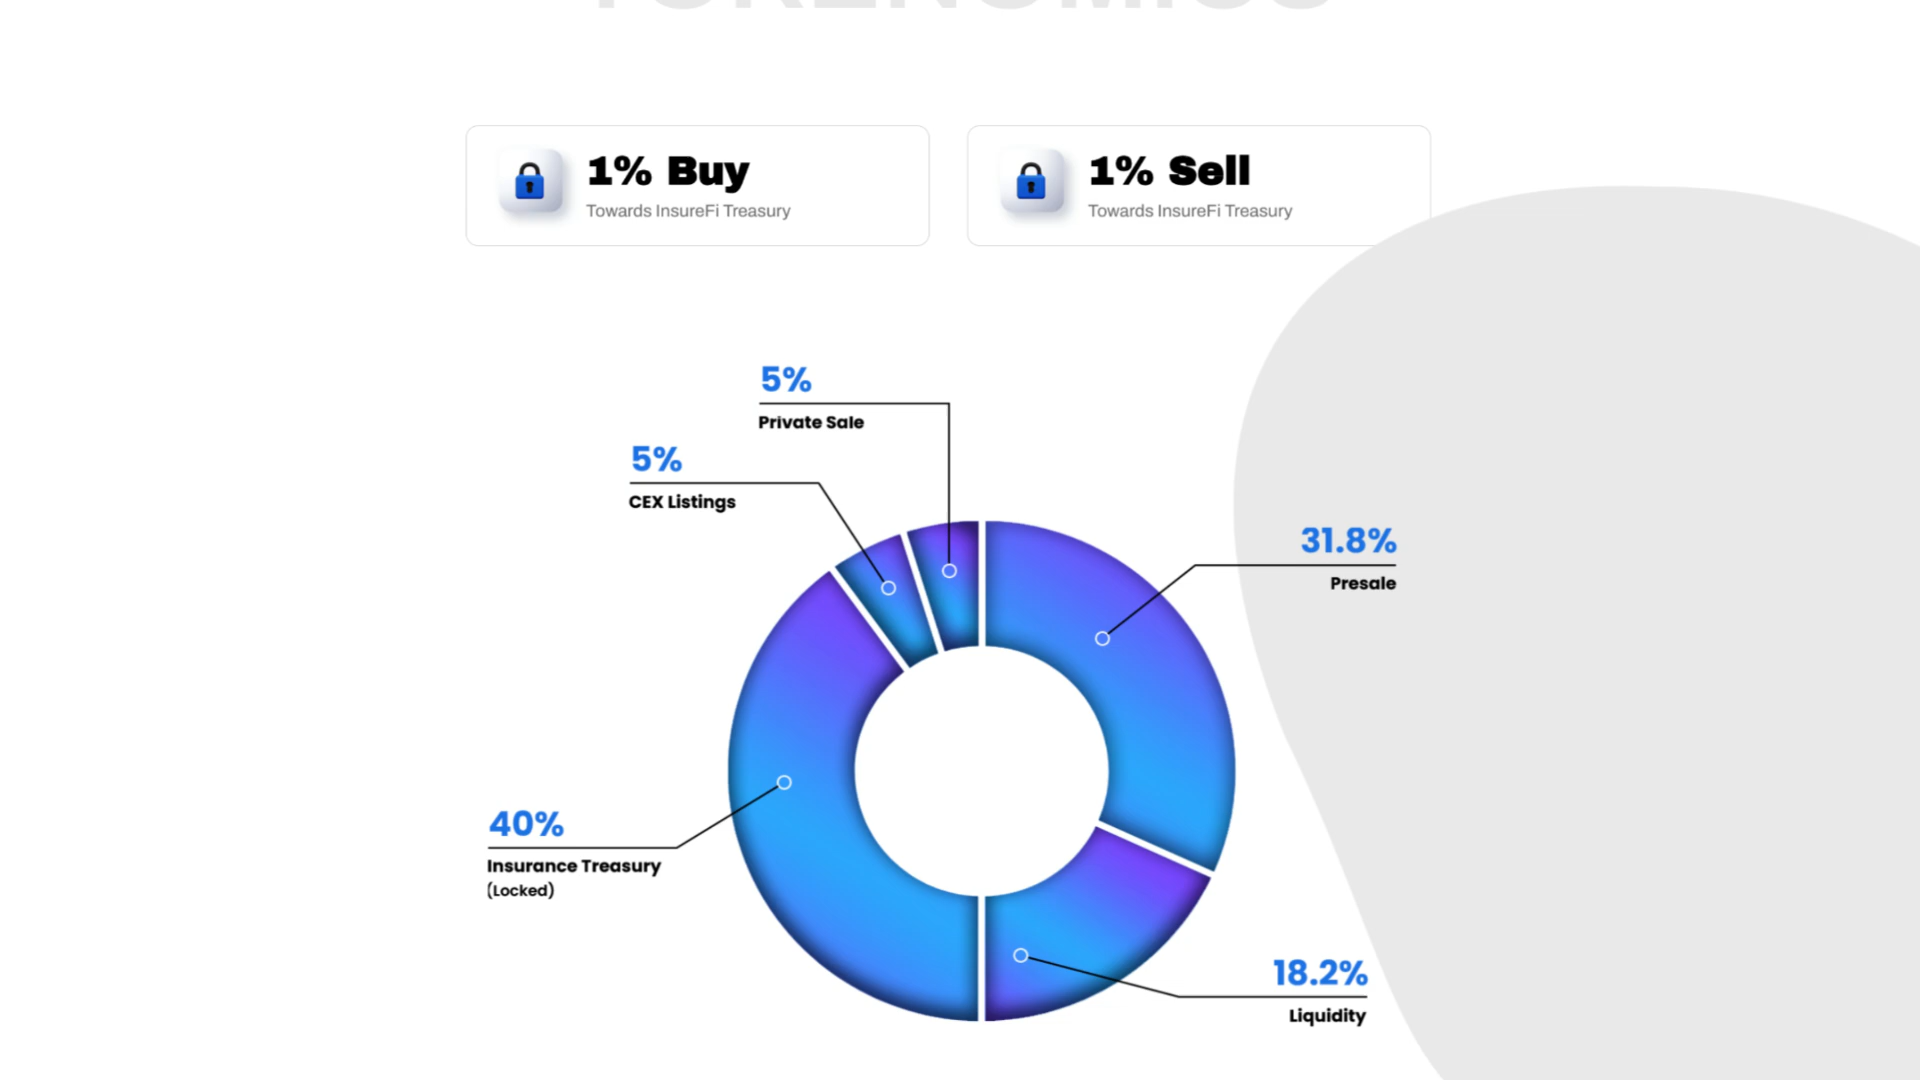 TOKENOMICS
1% Buy
Towards InsureFi Treasury
1% Sell
Towards InsureFi Treasury
5%
Private Sale
5%
CEX Listings
31.8%
Presale
40%
Insurance Treasury
(Locked)
18.2%
Liquidity